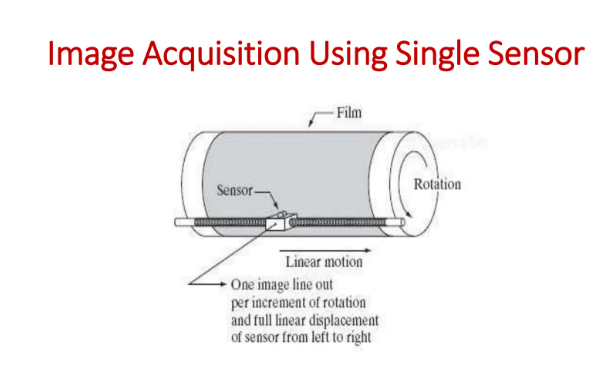 Image Acquisition Using Single Sensor
Film
Sensor
Rotation
Linear motion
One image line out
per increment of rotation
and full linear displacement
of sensor from left to right